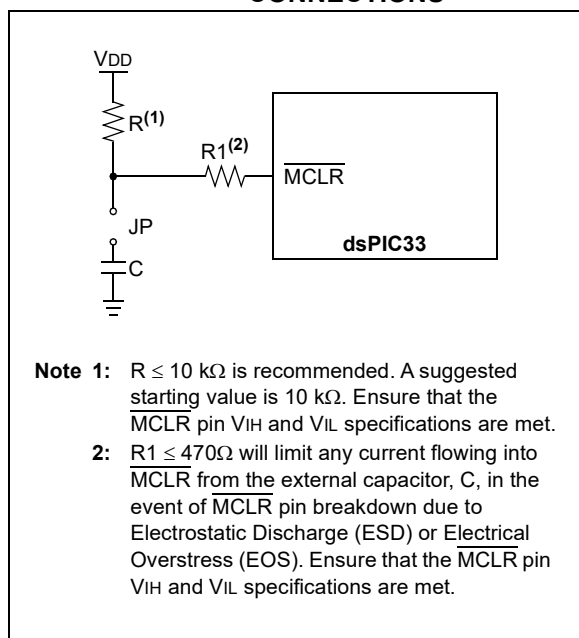 CONNECTIONS
VDD
R(1)
R1(2)
MCLR
JP
dsPIC33
C
Note 1: R ≤ 10 kΩ is recommended. A suggested
starting value is 10 kΩ. Ensure that the
MCLR pin VIH and VIL specifications are met.
2: R1 ≤ 470Ω will limit any current flowing into
MCLR from the external capacitor, C, in the
event of MCLR pin breakdown due to
Electrostatic Discharge (ESD) or Electrical
Overstress (EOS). Ensure that the MCLR pin
VIH and VIL specifications are met.